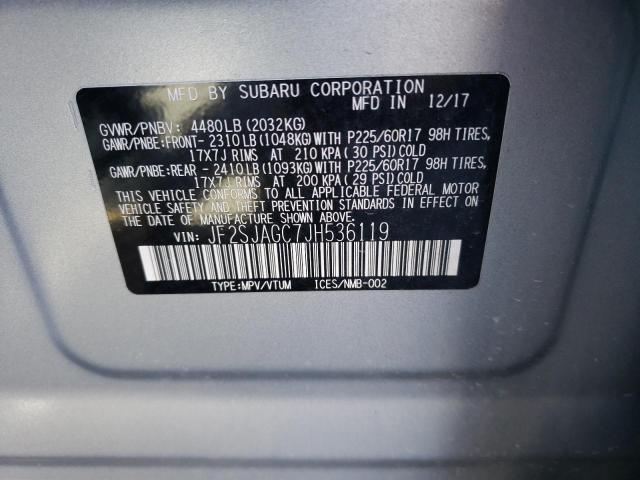 MFD BY SUBARU CORPORATION
MFD IN 12/17
GVWR/PNBV: 4480LB(2032KG)
GAWR/PNBE:FRONT- 2310LB(1048KG) WITH P225/60R17 98H TIRES,
17X7J RIMS AT 210 KPA(30 PSI)COLD
GAWR/PNBE:REAR - 2410LB(1093KG) WITH P225/60R17 98H TIRES,
17X7J RIMS AT 200 KPA(29 PSI)COLD
THIS VEHICLE CONFORMS TO ALL APPLICABLE FEDERAL MOTOR
VEHICLE SAFETY AND THEFT PREVENTION STANDARDS IN EFFECT
ON THE DATE OF MANUFACTURE SHOWN ABOVE.
VIN: JF2SJAGC7JH536119
TYPE:MPV/VTUM ICES/NMB-002